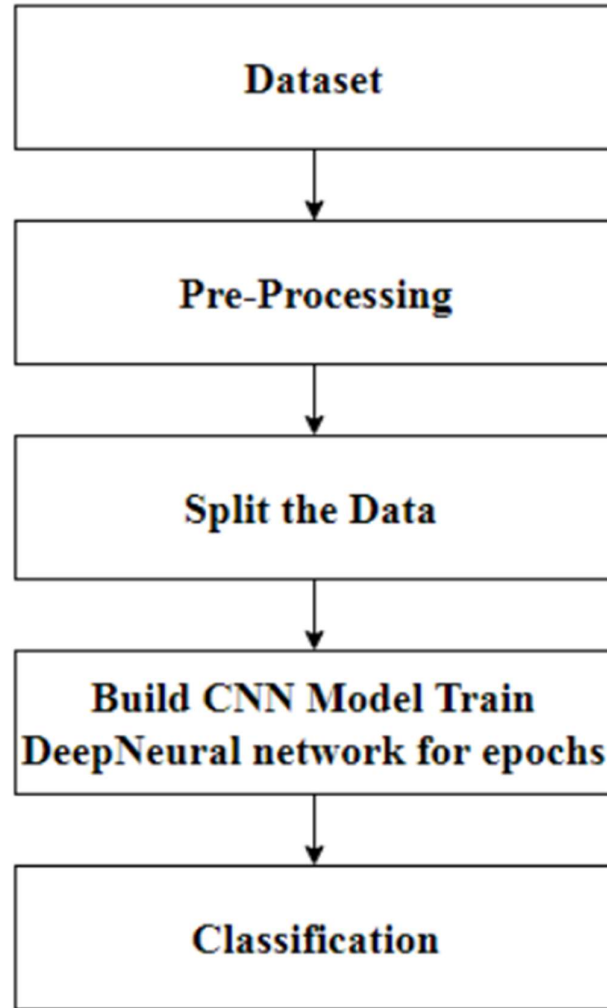 Dataset
Pre-Processing
Split the Data
Build CNN Model Train
DeepNeural network for epochs
Classification